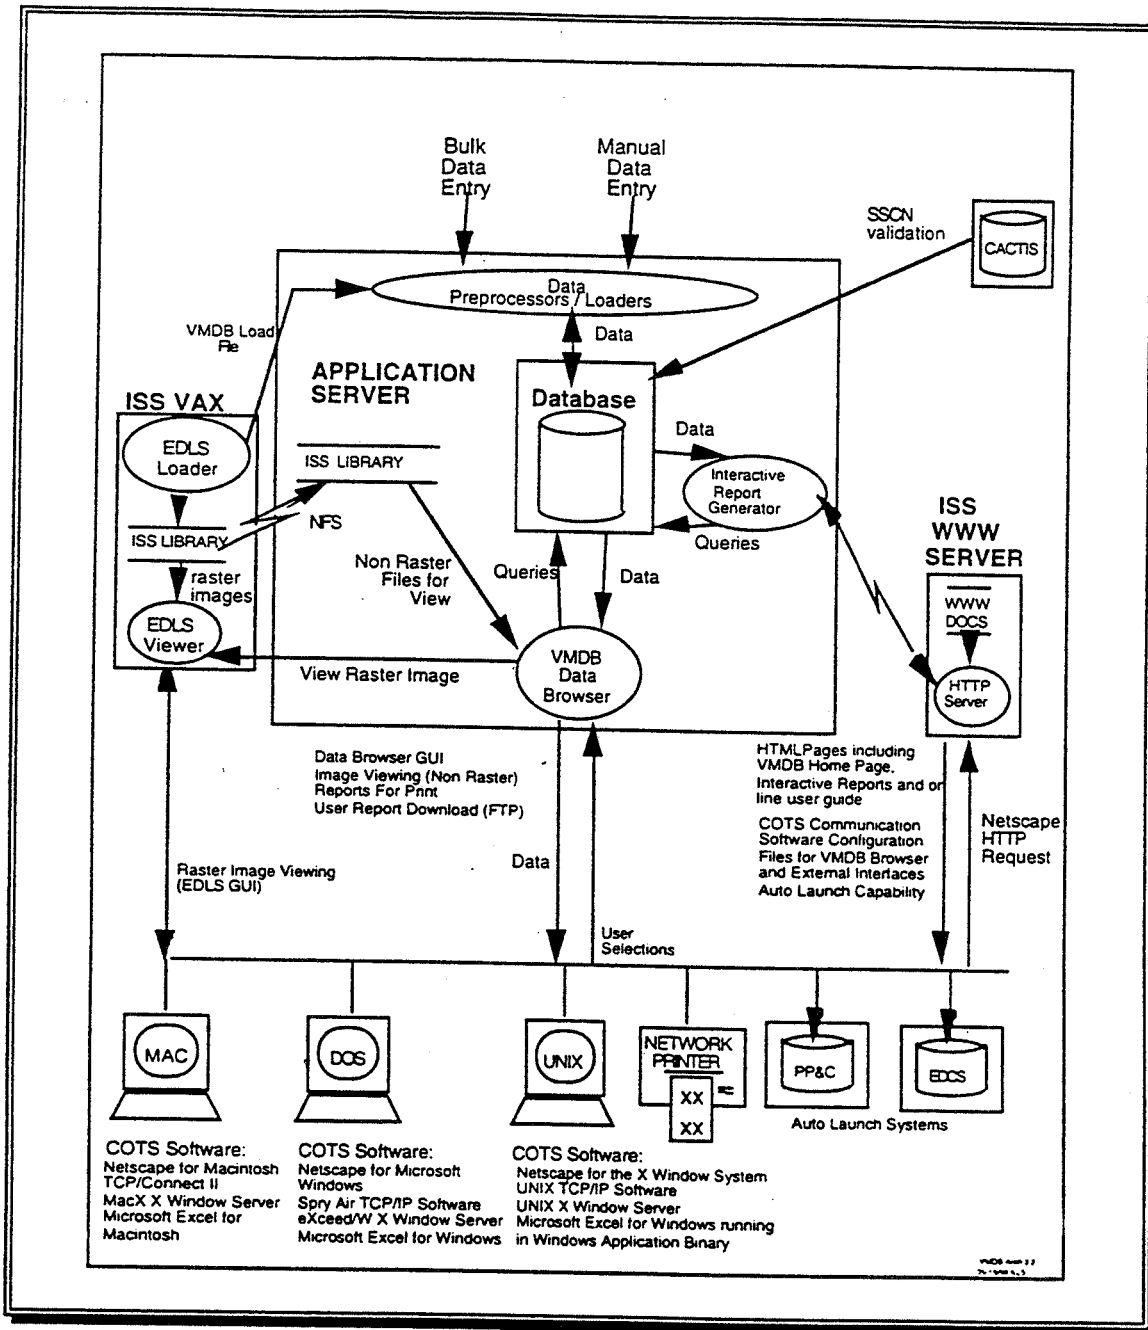 Bulk
Data
Entry
Manual
Data
Entry
SSCN
validation
CACTIS
Data
Preprocessors / Loaders
VMDB Load
File
Data
APPLICATION
SERVER
ISS VAX
EDLS
Loader
ISS LIBRARY
NFS
ISS LIBRARY
raster
images
EDLS
Viewer
Database
Data
Interactive
Report
Generator
Queries
Non Raster
Files for
View
Queries
Data
VMDB
Data
Browser
View Raster Image
ISS
WWW
SERVER
WWW
DOCS
HTTP
Server
Data Browser GUI
Image Viewing (Non Raster)
Reports For Print
User Report Download (FTP)
HTMLPages including
VMDB Home Page,
Interactive Reports and or
line user guide
COTS Communication
Software Configuration
Files for VMDB Browser
and External Interfaces
Auto Launch Capability
Netscape
HTTP
Request
Raster Image Viewing
(EDLS GUI)
Data
User
Selections
MAC
DOS
UNIX
NETWORK
PRINTER
XX
XX
PP&C
EDCS
Auto Launch Systems
COTS Software:
Netscape for Macintosh
TCP/Connect II
MacX X Window Server
Microsoft Excel for
Macintosh
COTS Software:
Netscape for Microsoft
Windows
Spry Air TCP/IP Software
eXceed/W X Window Server
Microsoft Excel for Windows
COTS Software:
Netscape for the X Window System
UNIX TCP/IP Software
UNIX X Window Server
Microsoft Excel for Windows running
in Windows Application Binary